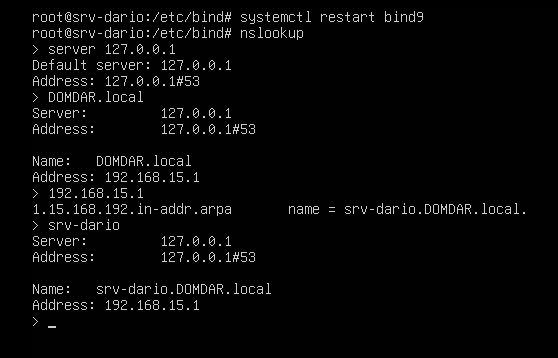 root@srv-dario:/etc/bind# systemctl restart bind9
root@srv-dario:/etc/bind# nslookup
> server 127.0.0.1
Default server: 127.0.0.1
Address: 127.0.0.1#53
> DOMDAR.local
Server:         127.0.0.1
Address:        127.0.0.1#53

Name:   DOMDAR.local
Address: 192.168.15.1
> 192.168.15.1
1.15.168.192.in-addr.arpa       name = srv-dario.DOMDAR.local.
> srv-dario
Server:         127.0.0.1
Address:        127.0.0.1#53

Name:   srv-dario.DOMDAR.local
Address: 192.168.15.1
> _